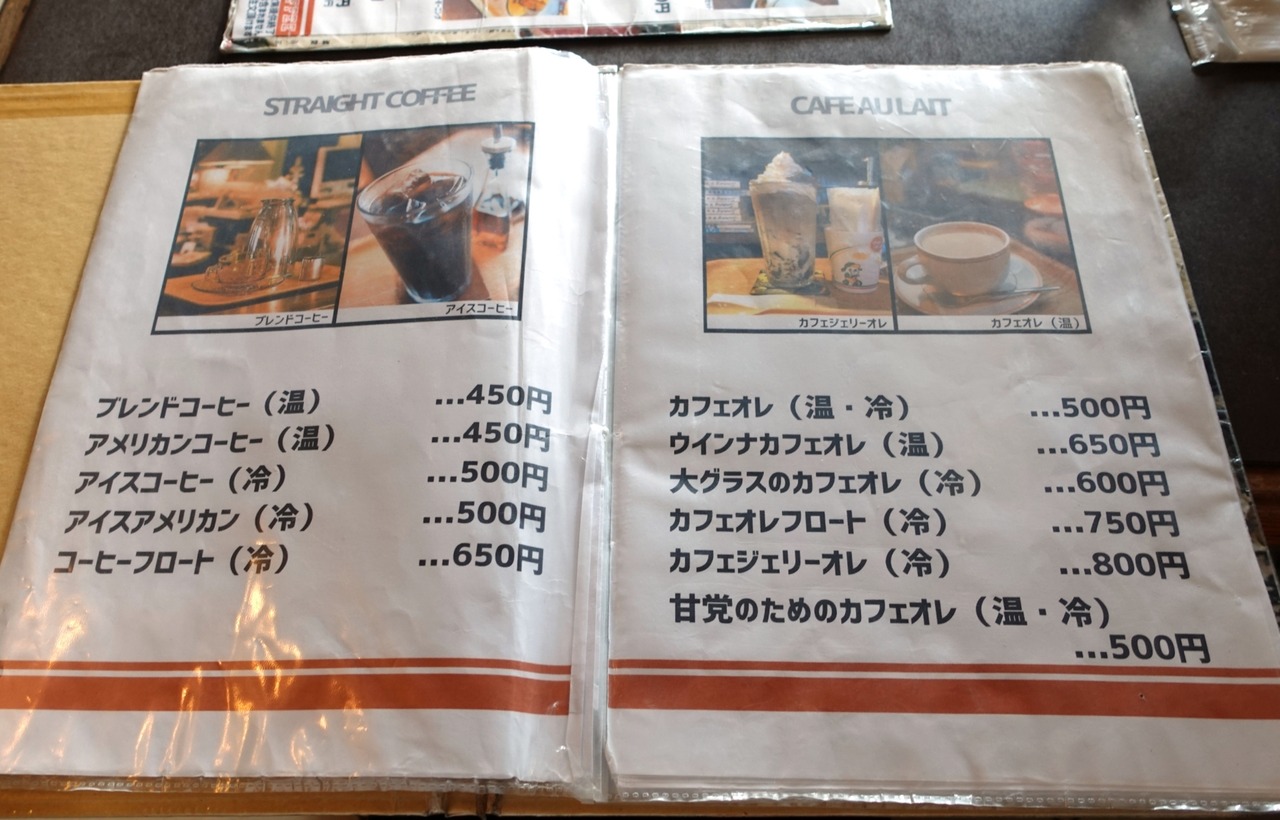 STRAIGHT COFFEE
ブレンドコーヒー
アイスコーヒー
ブレンドコーヒー（温） ...450円
アメリカンコーヒー（温） ...450円
アイスコーヒー（冷） ...500円
アイスアメリカン（冷） ...500円
コーヒーフロート（冷） ...650円
CAFE AU LAIT
カフェジェリーオレ
カフェオレ（温）
カフェオレ（温・冷） ...500円
ウインナカフェオレ（温） ...650円
大グラスのカフェオレ（冷） ...600円
カフェオレフロート（冷） ...750円
カフェジェリーオレ（冷） ...800円
甘党のためのカフェオレ（温・冷）
...500円